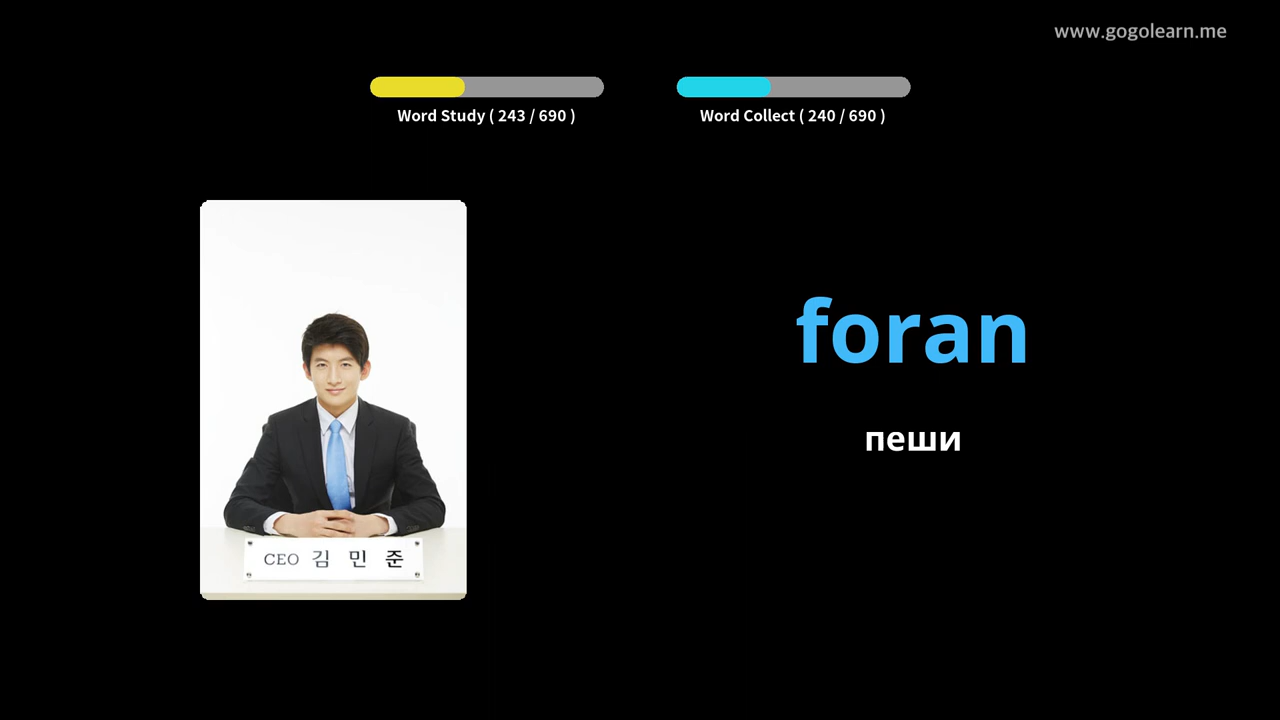 www.gogolearn.me
Word Study ( 243 / 690 )
Word Collect ( 240 / 690 )
foran
пеши
CEO 김 민 준